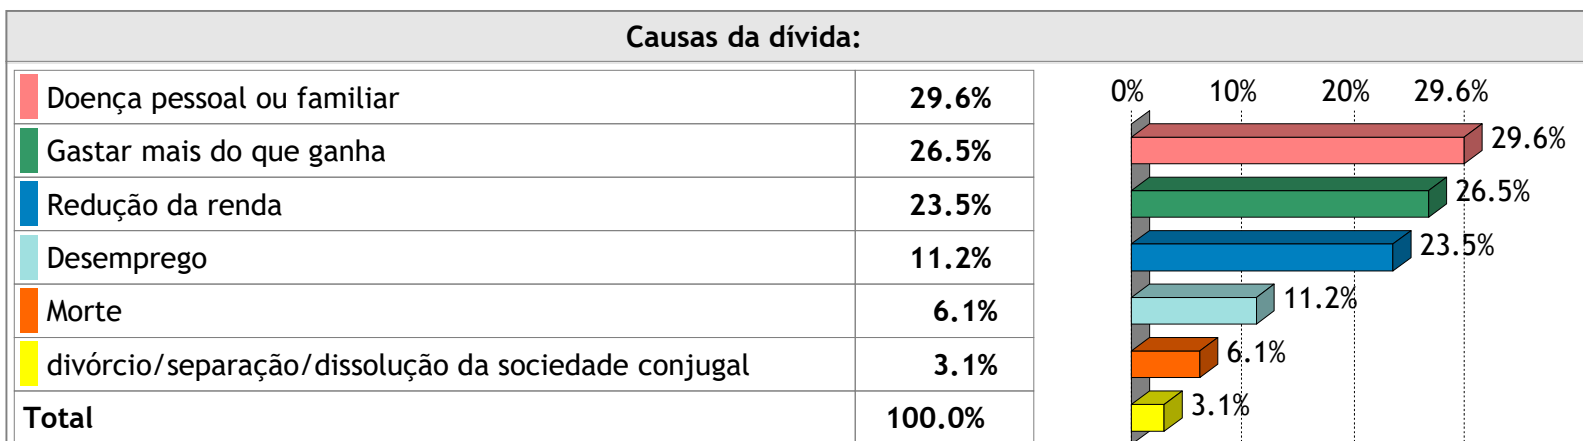 Causas da dívida:
Doença pessoal ou familiar 29.6%
Gastar mais do que ganha 26.5%
Redução da renda 23.5%
Desemprego 11.2%
Morte 6.1%
divórcio/separação/dissolução da sociedade conjugal 3.1%
Total 100.0%
0% 10% 20% 29.6%
29.6%
26.5%
23.5%
11.2%
6.1%
3.1%